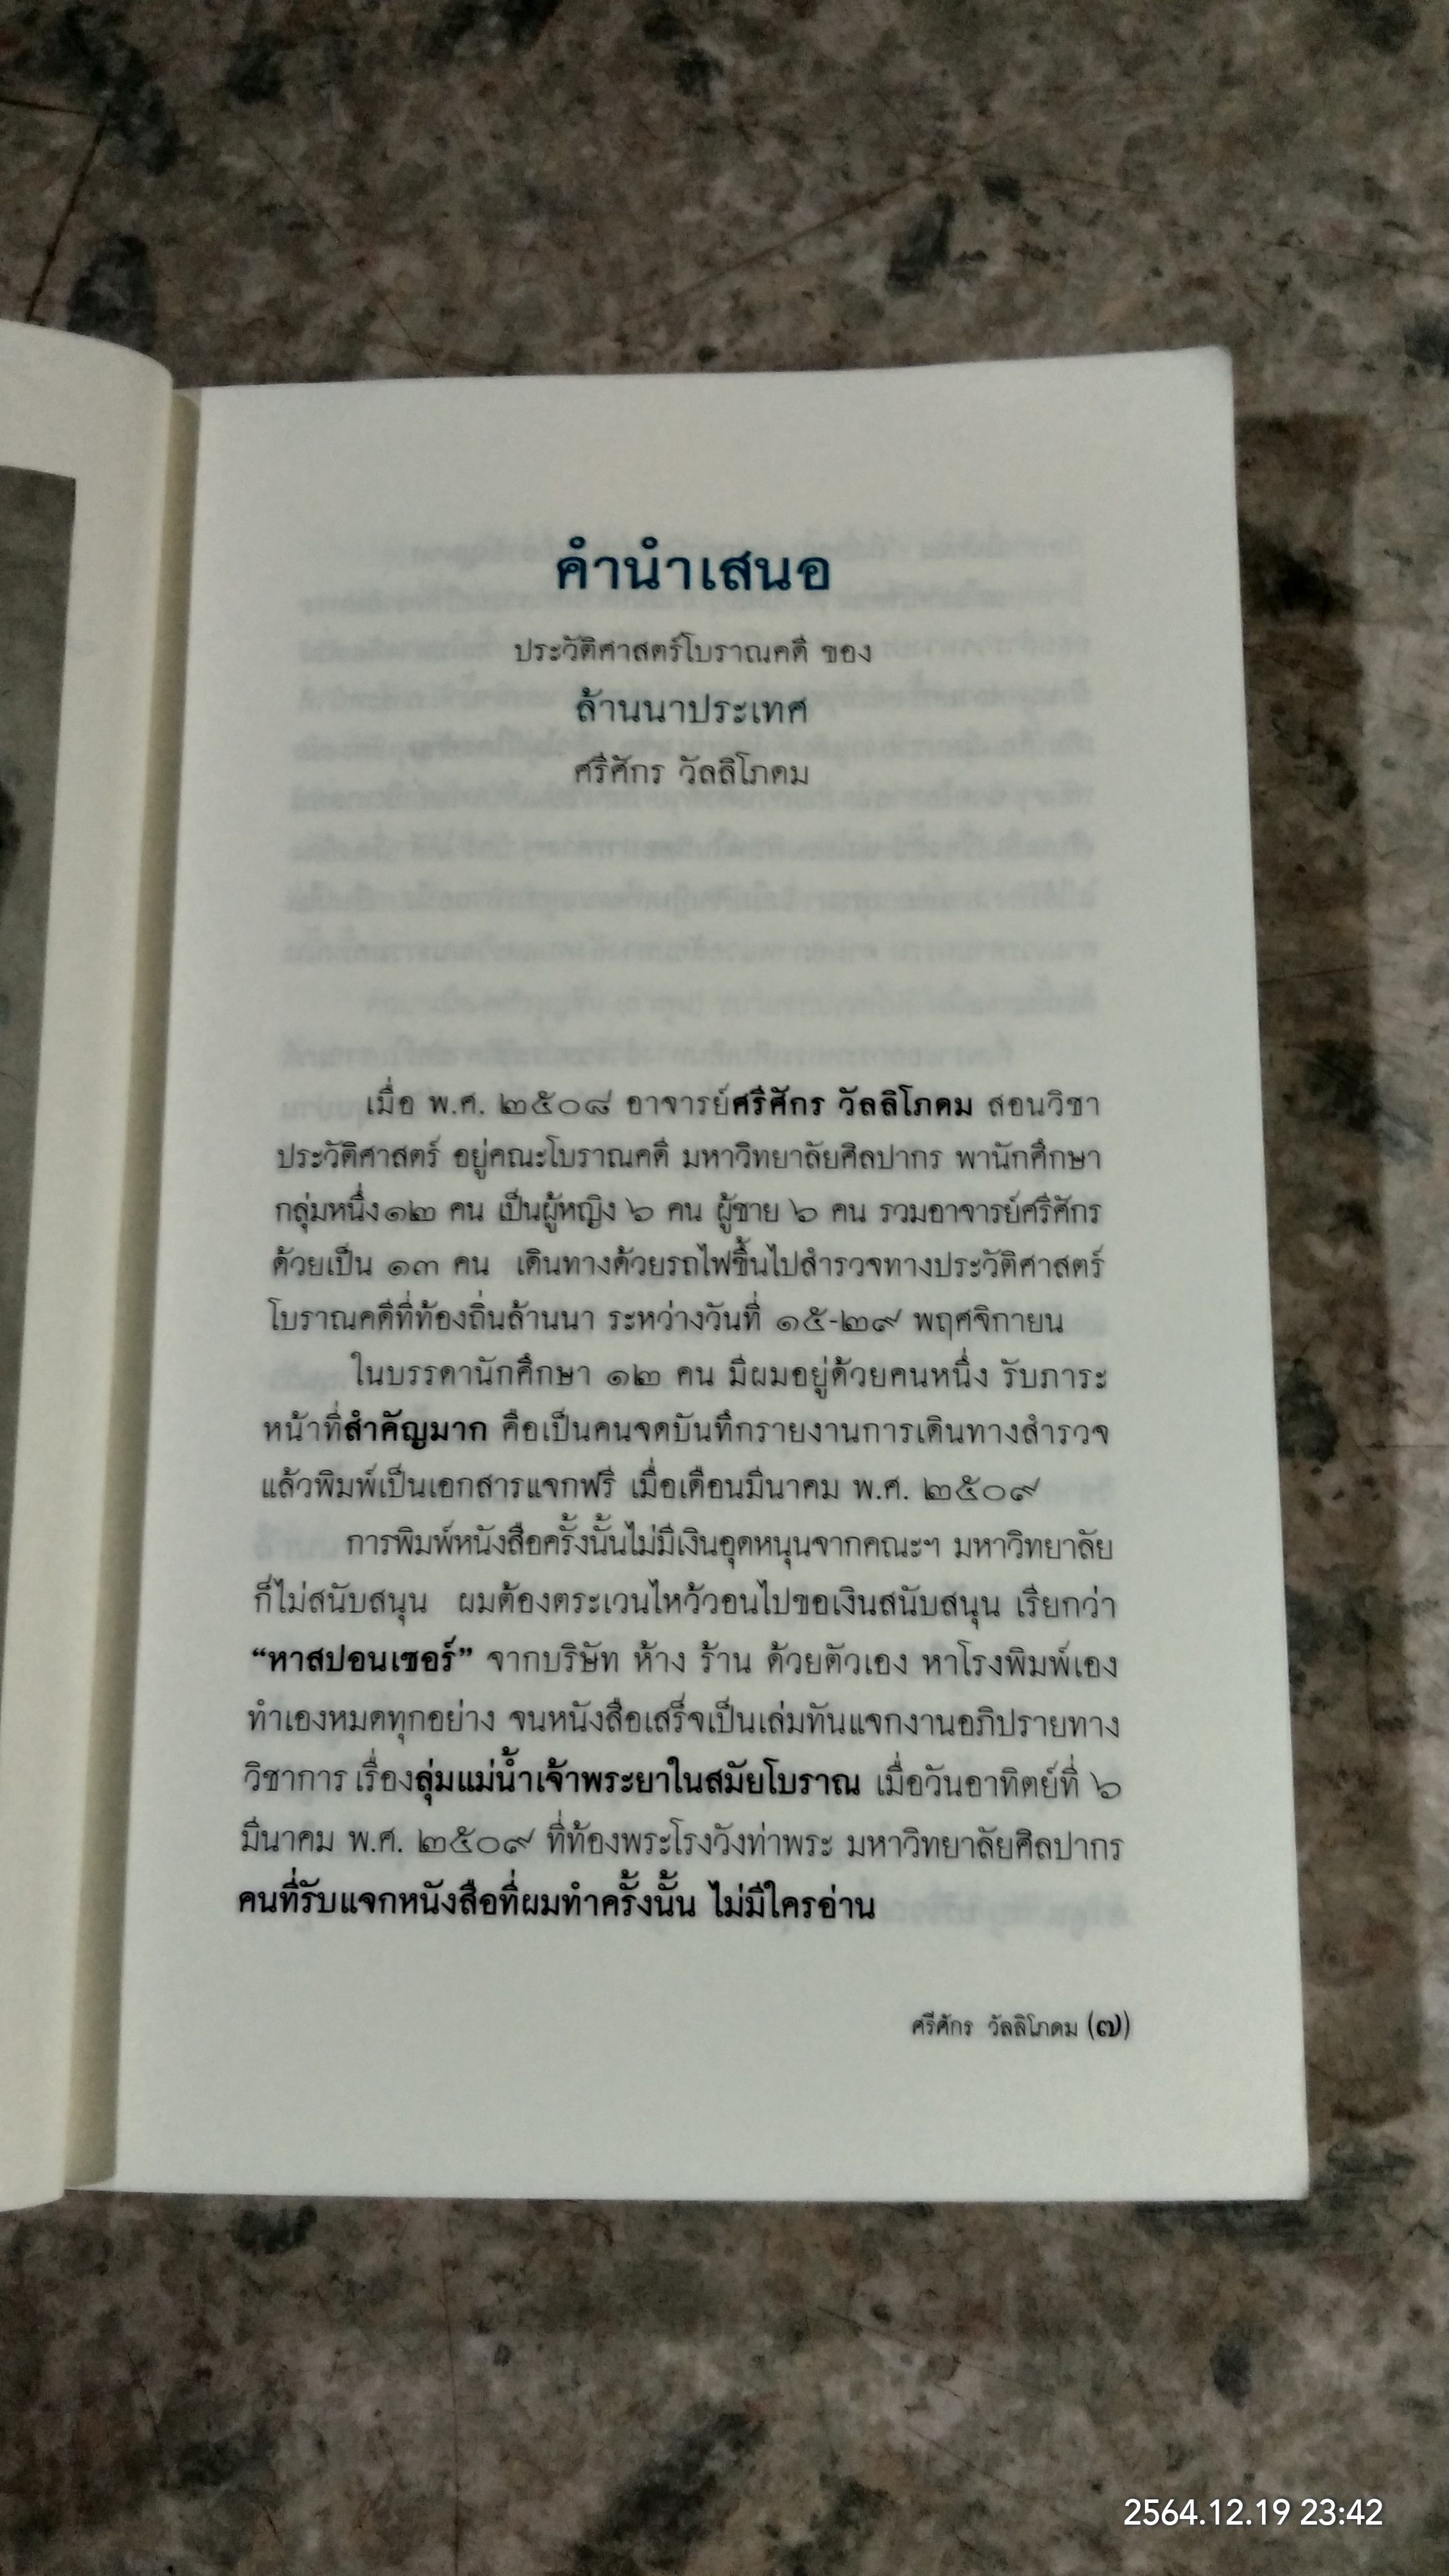 คำนำเสนอ
ประวัติศาสตร์โบราณคดี ของ
ล้านนาประเทศ
ศรีศักร วัลลิโภดม
เมื่อ พ.ศ. ๒๕๐๘ อาจารย์ศรีศักร วัลลิโภดม สอนวิชา
ประวัติศาสตร์ อยู่คณะโบราณคดี มหาวิทยาลัยศิลปากร พานักศึกษา
กลุ่มหนึ่ง๑๒ คน เป็นผู้หญิง ๖ คน ผู้ชาย ๖ คน รวมอาจารย์ศรีศักร
ด้วยเป็น ๑๓ คน เดินทางด้วยรถไฟขึ้นไปสำรวจทางประวัติศาสตร์
โบราณคดีที่ท้องถิ่นล้านนา ระหว่างวันที่ ๑๕-๒๙ พฤศจิกายน
ในบรรดานักศึกษา ๑๒ คน มีผมอยู่ด้วยคนหนึ่ง รับภาระ
หน้าที่สำคัญมาก คือเป็นคนจดบันทึกรายงานการเดินทางสำรวจ
แล้วพิมพ์เป็นเอกสารแจกฟรี เมื่อเดือนมีนาคม พ.ศ. ๒๕๐๙
การพิมพ์หนังสือครั้งนั้นไม่มีเงินอุดหนุนจากคณะฯ มหาวิทยาลัย
ก็ไม่สนับสนุน ผมต้องตระเวนไหว้วอนไปขอเงินสนับสนุน เรียกว่า
“หาสปอนเซอร์” จากบริษัท ห้าง ร้าน ด้วยตัวเอง หาโรงพิมพ์เอง
ทำเองหมดทุกอย่าง จนหนังสือเสร็จเป็นเล่มทันแจกงานอภิปรายทาง
วิชาการ เรื่องลุ่มแม่น้ำเจ้าพระยาในสมัยโบราณ เมื่อวันอาทิตย์ที่ ๖
มีนาคม พ.ศ. ๒๕๐๙ ที่ท้องพระโรงวังท่าพระ มหาวิทยาลัยศิลปากร
คนที่รับแจกหนังสือที่ผมทำครั้งนั้น ไม่มีใครอ่าน
ศรีศักร วัลลิโภดม (๗)
2564.12.19 23:42